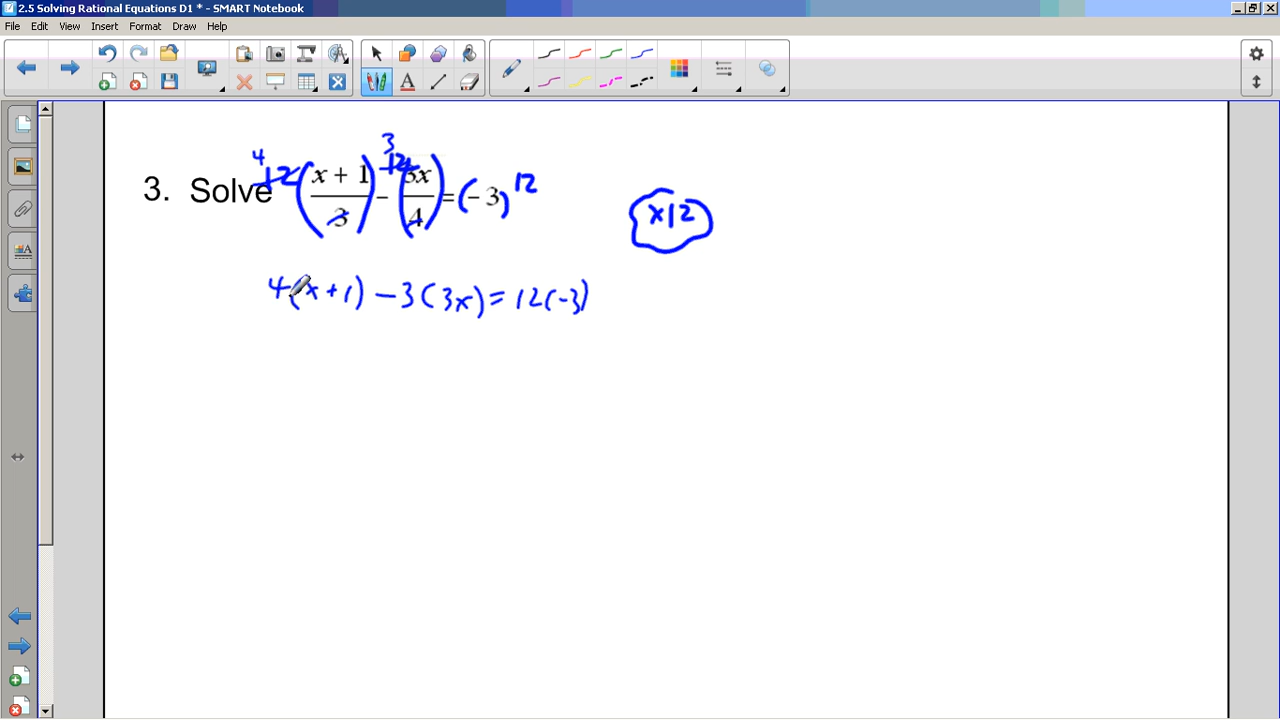 2.5 Solving Rational Equations D1 * - SMART Notebook
File Edit View Insert Format Draw Help
3. Solve 4 12 (x + 1 / 3) - 3 12 (3x / 4) = (- 3) 12
x12
4(x + 1) - 3(3x) = 12(-3)